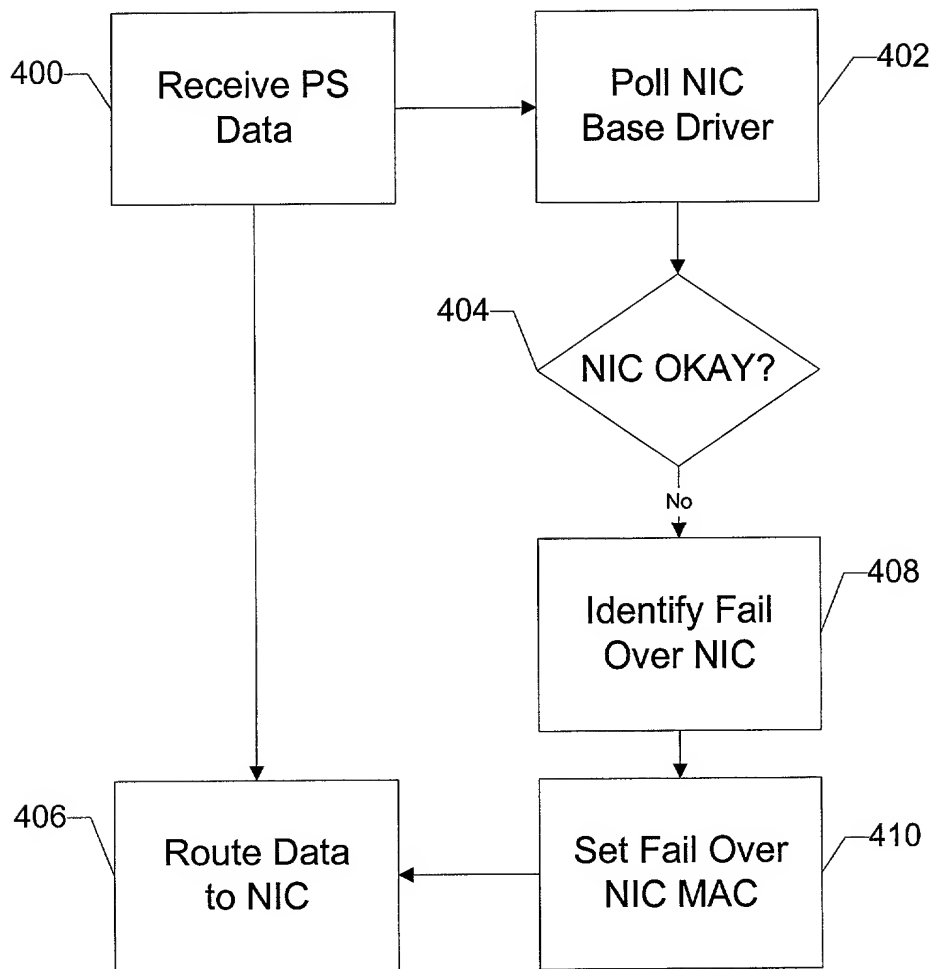 400
Receive PS
Data
Poll NIC
Base Driver
402
404
NIC OKAY?
No
Identify Fail
Over NIC
408
406
Route Data
to NIC
Set Fail Over
NIC MAC
410